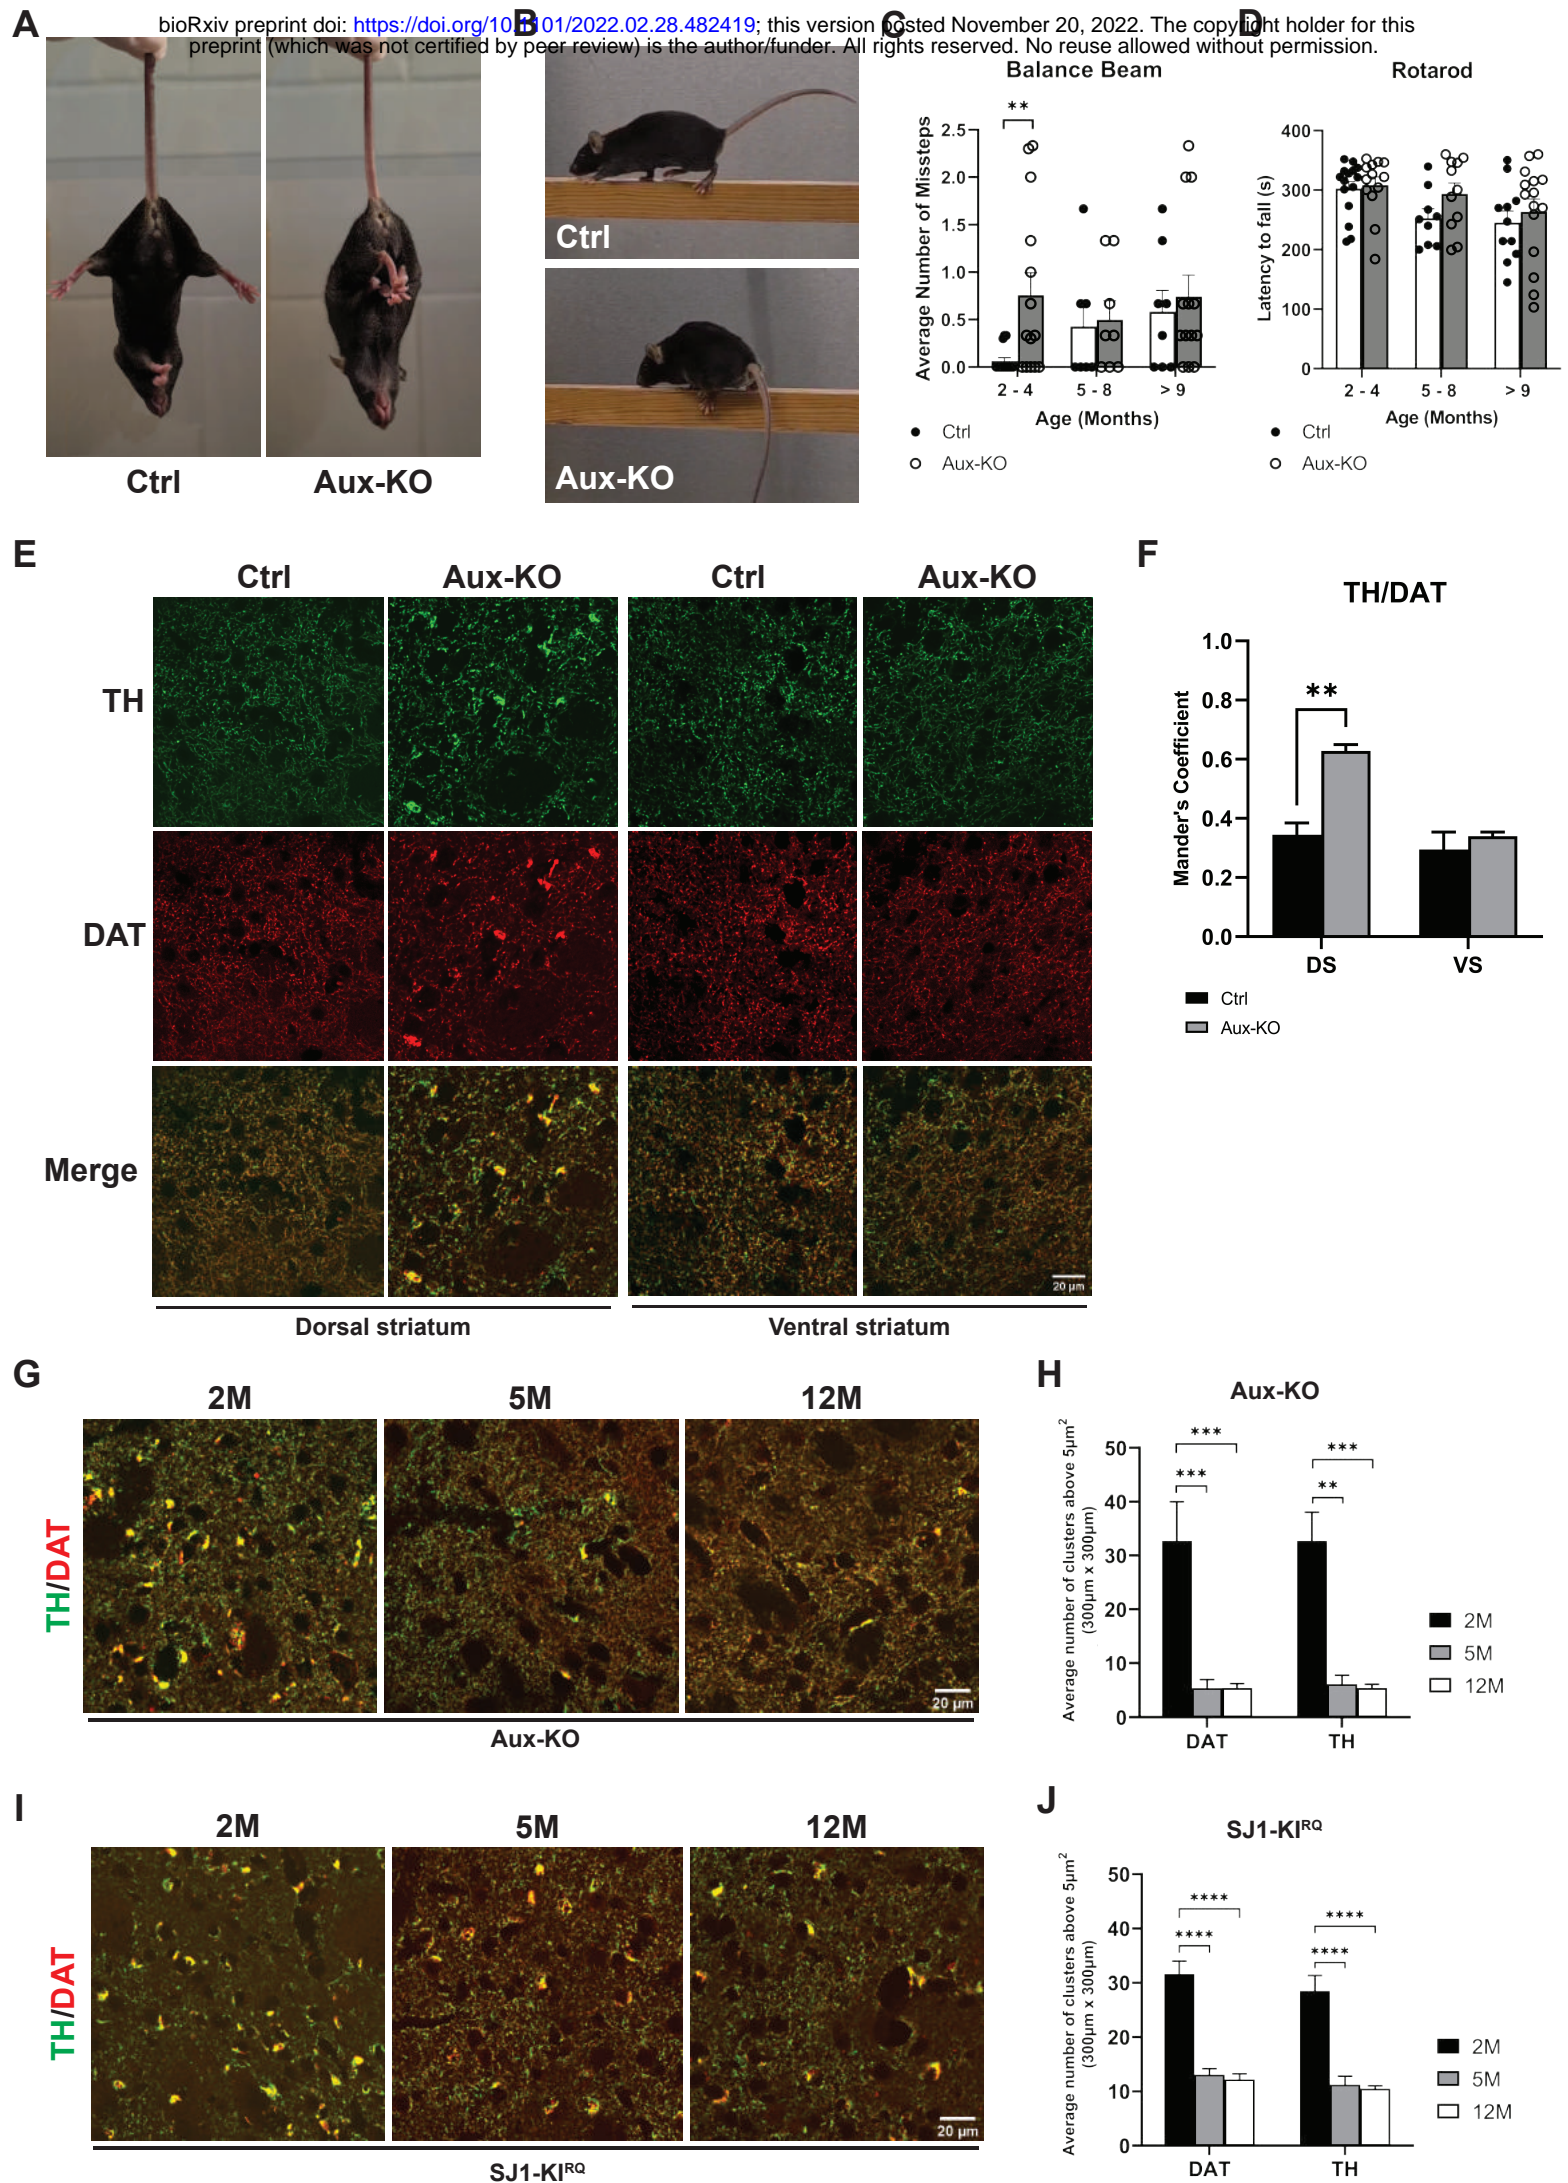 bioRxiv preprint doi: https://doi.org/10.1101/2022.02.28.482419; this version posted November 20, 2022. The copyright holder for this
preprint (which was not certified by peer review) is the author/funder. All rights reserved. No reuse allowed without permission.
A
Ctrl
Aux-KO
B
Ctrl
Aux-KO
C
Balance Beam
**
Average Number of Missteps
2.5
2.0
1.5
1.0
0.5
0.0
2 - 4
5 - 8
> 9
Age (Months)
Ctrl
Aux-KO
D
Rotarod
Latency to fall (s)
400
300
200
100
0
2 - 4
5 - 8
> 9
Age (Months)
Ctrl
Aux-KO
E
Ctrl
Aux-KO
Ctrl
Aux-KO
TH
DAT
Merge
20 µm
Dorsal striatum
Ventral striatum
F
TH/DAT
**
Mander's Coefficient
1.0
0.8
0.6
0.4
0.2
0.0
DS
VS
Ctrl
Aux-KO
G
2M
5M
12M
TH/DAT
20 µm
Aux-KO
H
Aux-KO
Average number of clusters above 5µm²
(300µm x 300µm)
50
40
30
20
10
0
***
***
***
**
DAT
TH
2M
5M
12M
I
2M
5M
12M
TH/DAT
20 µm
SJ1-KIᴿQ
J
SJ1-KIᴿQ
Average number of clusters above 5µm²
(300µm x 300µm)
50
40
30
20
10
0
****
****
****
****
DAT
TH
2M
5M
12M